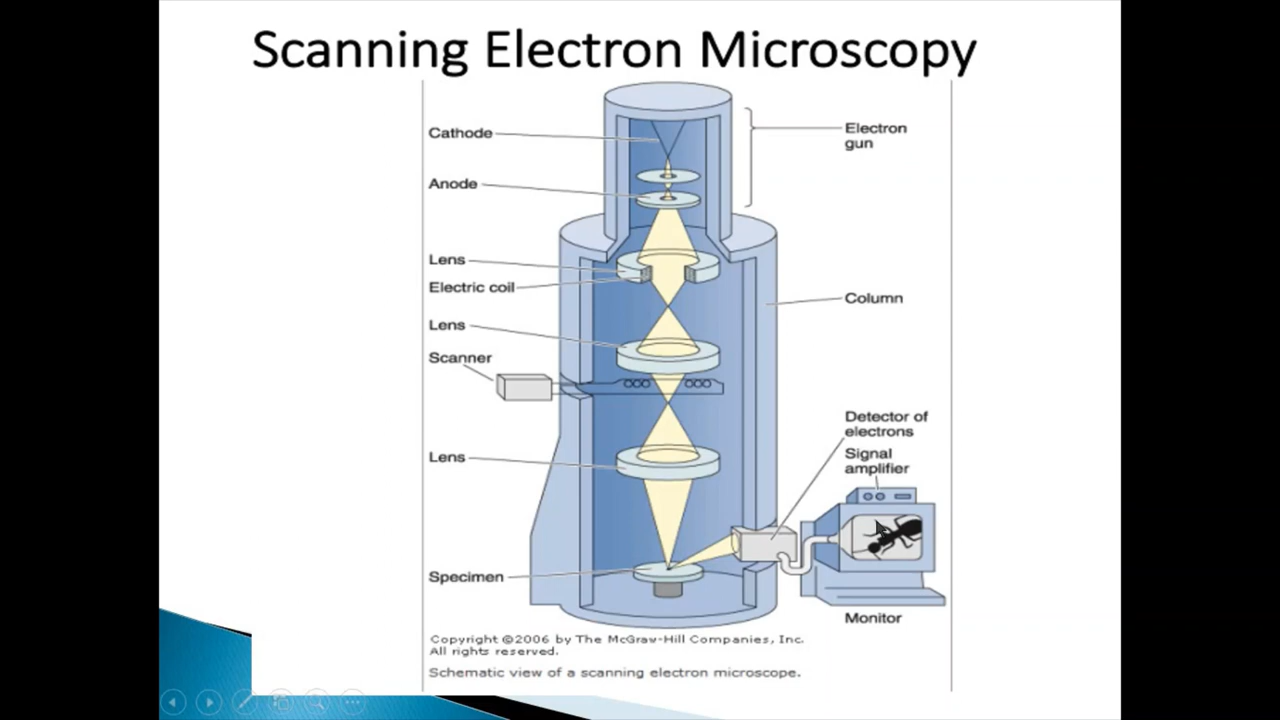 Scanning Electron Microscopy
Cathode
Electron
gun
Anode
Lens
Electric coil
Column
Lens
Scanner
Detector of
electrons
Signal
amplifier
Lens
Specimen
Monitor
Copyright ©2006 by The McGraw-Hill Companies, Inc.
All rights reserved.
Schematic view of a scanning electron microscope.